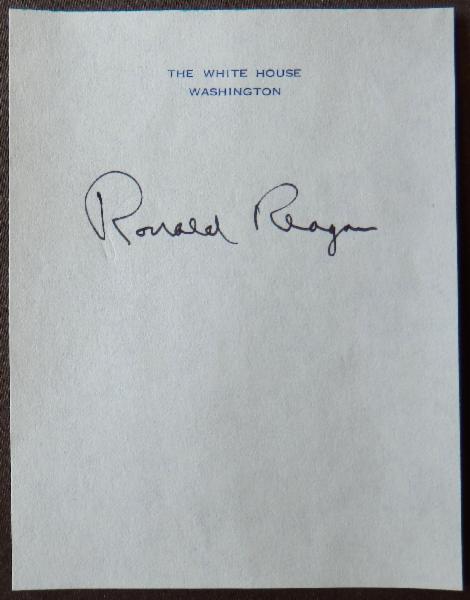 THE WHITE HOUSE
WASHINGTON
Ronald Reagan